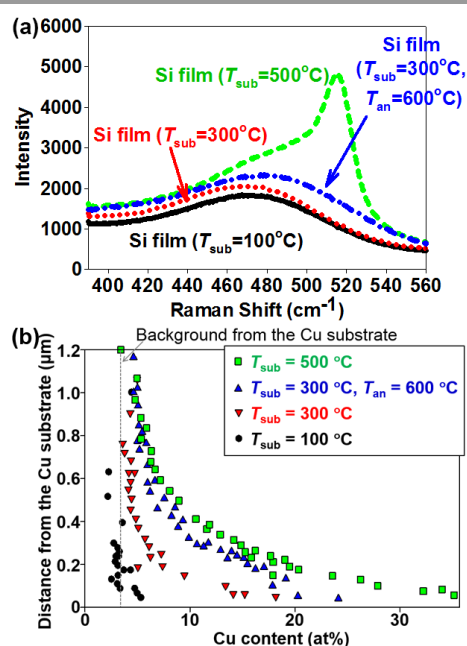 (a)
6000
5000
4000
3000
2000
1000
0
Intensity
Si film (Tsub=500°C)
Si film
(Tsub=300°C,
Tan=600°C)
Si film (Tsub=300°C)
Si film (Tsub=100°C)
400 420 440 460 480 500 520 540 560
Raman Shift (cm-1)
(b)
Background from the Cu substrate
1.2
1.0
0.8
0.6
0.4
0.2
0
Distance from the Cu substrate (μm)
Tsub = 500 °C
Tsub = 300 °C, Tan = 600 °C
Tsub = 300 °C
Tsub = 100 °C
0 10 20 30
Cu content (at%)